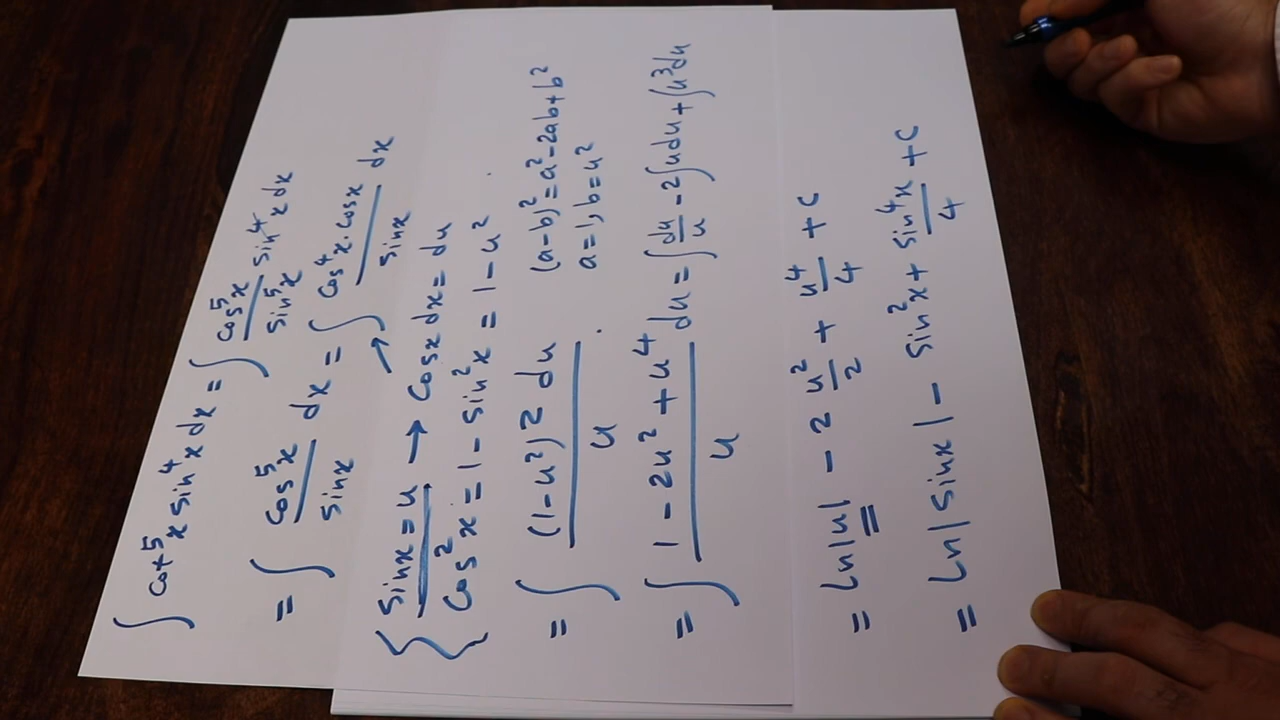 ∫ cot⁵x sin⁴x dx = ∫ cos⁵x/sin⁵x sin⁴x dx
= ∫ cos⁵x/sinx dx = ∫ cos⁴x·cosx/sinx dx
{ sinx = u → cosx dx = du
cos²x = 1 - sin²x = 1 - u²
= ∫ (1-u²)² du/u
(a-b)² = a² - 2ab + b²
a = 1, b = u²
= ∫ 1 - 2u² + u⁴/u du = ∫ du/u - 2∫ u du + ∫ u³ du
= Ln|u| - 2 u²/2 + u⁴/4 + c
= Ln|sinx| - sin²x + sin⁴x/4 + c